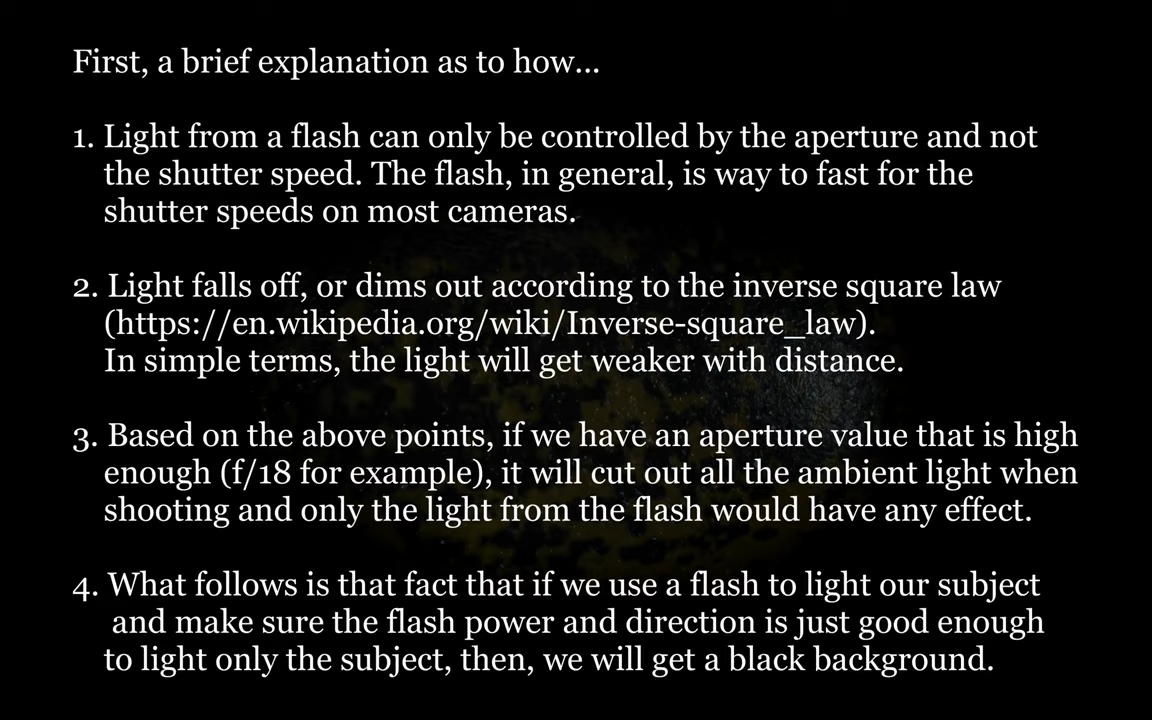 First, a brief explanation as to how...
1. Light from a flash can only be controlled by the aperture and not
the shutter speed. The flash, in general, is way to fast for the
shutter speeds on most cameras.
2. Light falls off, or dims out according to the inverse square law
(https://en.wikipedia.org/wiki/Inverse-square_law).
In simple terms, the light will get weaker with distance.
3. Based on the above points, if we have an aperture value that is high
enough (f/18 for example), it will cut out all the ambient light when
shooting and only the light from the flash would have any effect.
4. What follows is that fact that if we use a flash to light our subject
and make sure the flash power and direction is just good enough
to light only the subject, then, we will get a black background.